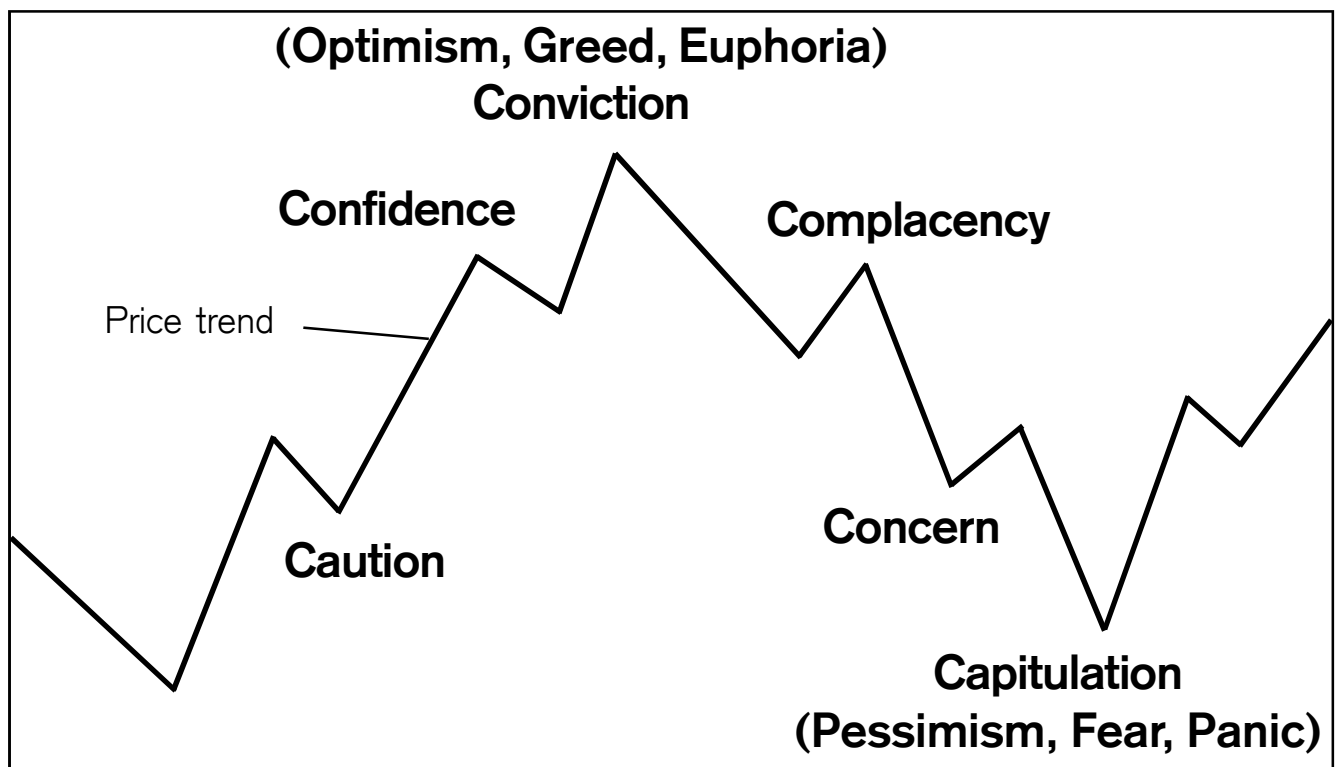 (Optimism, Greed, Euphoria)
Conviction
Confidence
Complacency
Price trend
Concern
Caution
Capitulation
(Pessimism, Fear, Panic)